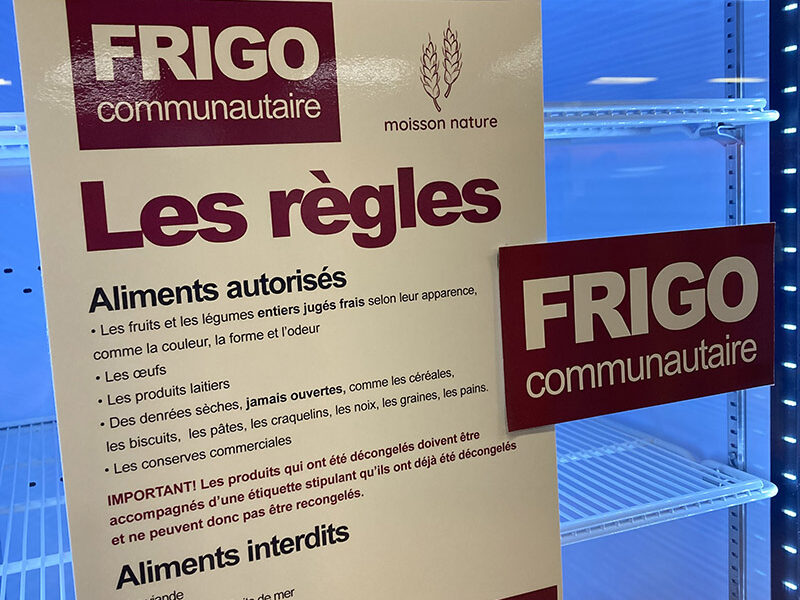 FRIGO
communautaire
moisson nature
Les règles
Aliments autorisés
• Les fruits et les légumes entiers jugés frais selon leur apparence,
comme la couleur, la forme et l'odeur
• Les œufs
• Les produits laitiers
• Des denrées sèches, jamais ouvertes, comme les céréales,
les biscuits, les pâtes, les craquelins, les noix, les graines, les pains.
• Les conserves commerciales
IMPORTANT! Les produits qui ont été décongelés doivent être
accompagnés d'une étiquette stipulant qu'ils ont déjà été décongelés
et ne peuvent donc pas être recongelés.
Aliments interdits
de mer
FRIGO
communautaire